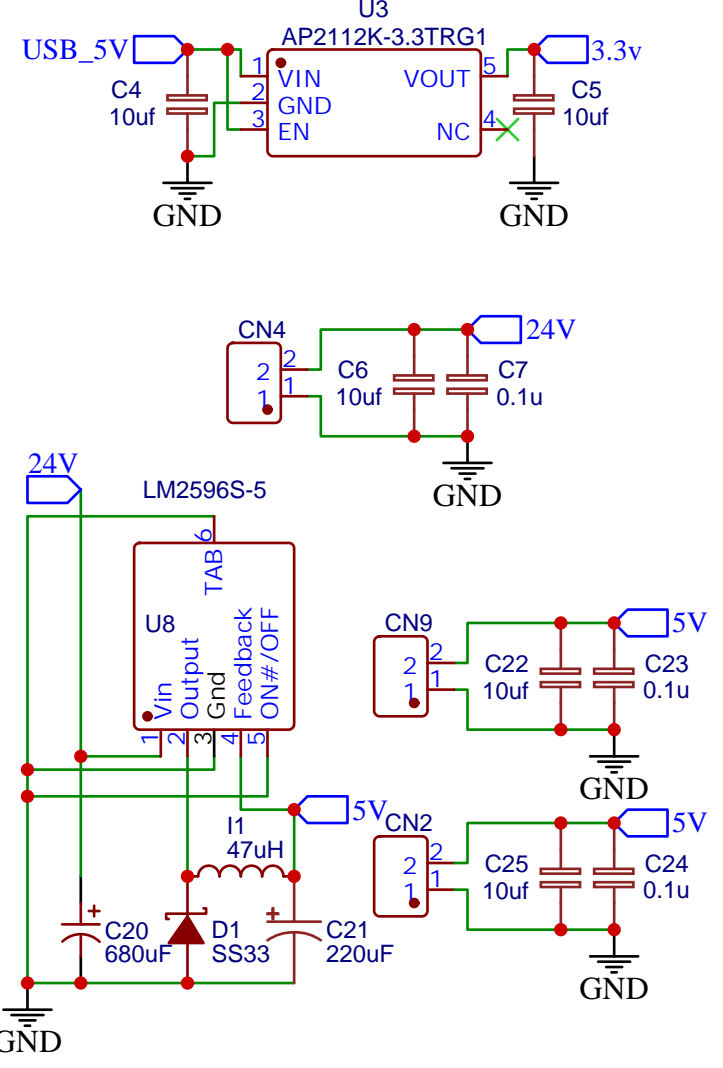 U3
AP2112K-3.3TRG1
USB_5V
3.3v
C4
10uf
1
VIN
2
GND
3
EN
VOUT
5
NC
4
C5
10uf
GND
GND
CN4
2
1
2
1
C6
10uf
C7
0.1u
24V
GND
24V
LM2596S-5
6
TAB
U8
Vin
Output
Gnd
Feedback
ON#/OFF
1
2
3
4
5
5V
I1
47uH
+
C20
680uF
D1
SS33
+
C21
220uF
GND
CN9
2
1
2
1
C22
10uf
C23
0.1u
5V
GND
CN2
2
1
2
1
C25
10uf
C24
0.1u
5V
GND